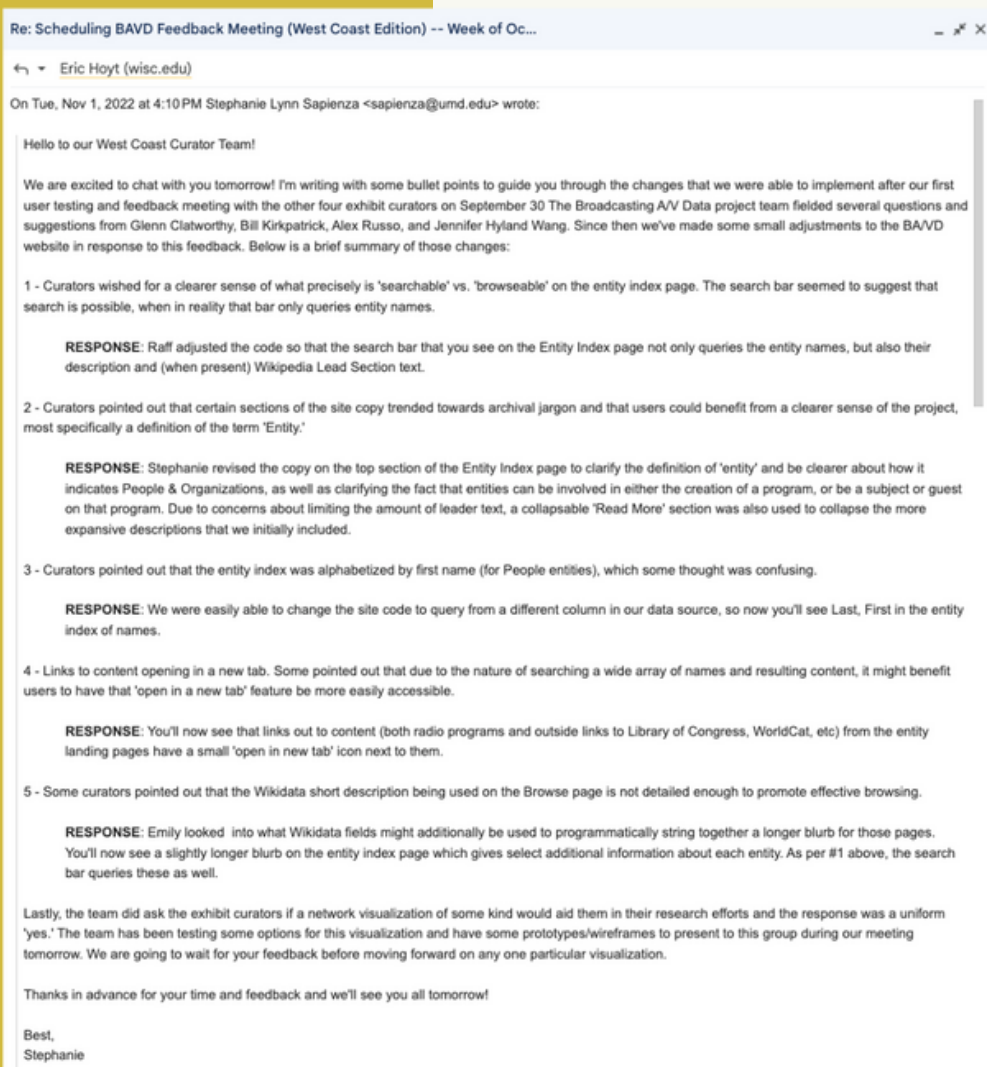 Re: Scheduling BAVD Feedback Meeting (West Coast Edition) -- Week of Oc...
Eric Hoyt (wisc.edu)
On Tue, Nov 1, 2022 at 4:10 PM Stephanie Lynn Sapienza <sapienza@umd.edu> wrote:
Hello to our West Coast Curator Team!
We are excited to chat with you tomorrow! I'm writing with some bullet points to guide you through the changes that we were able to implement after our first
user testing and feedback meeting with the other four exhibit curators on September 30 The Broadcasting A/V Data project team fielded several questions and
suggestions from Glenn Clatworthy, Bill Kirkpatrick, Alex Russo, and Jennifer Hyland Wang. Since then we've made some small adjustments to the BA/VD
website in response to this feedback. Below is a brief summary of those changes:
1 - Curators wished for a clearer sense of what precisely is 'searchable' vs. 'browseable' on the entity index page. The search bar seemed to suggest that
search is possible, when in reality that bar only queries entity names.
RESPONSE: Raff adjusted the code so that the search bar that you see on the Entity Index page not only queries the entity names, but also their
description and (when present) Wikipedia Lead Section text.
2 - Curators pointed out that certain sections of the site copy trended towards archival jargon and that users could benefit from a clearer sense of the project,
most specifically a definition of the term 'Entity.'
RESPONSE: Stephanie revised the copy on the top section of the Entity Index page to clarify the definition of 'entity' and be clearer about how it
indicates People & Organizations, as well as clarifying the fact that entities can be involved in either the creation of a program, or be a subject or guest
on that program. Due to concerns about limiting the amount of leader text, a collapsable 'Read More' section was also used to collapse the more
expansive descriptions that we initially included.
3 - Curators pointed out that the entity index was alphabetized by first name (for People entities), which some thought was confusing.
RESPONSE: We were easily able to change the site code to query from a different column in our data source, so now you'll see Last, First in the entity
index of names.
4 - Links to content opening in a new tab. Some pointed out that due to the nature of searching a wide array of names and resulting content, it might benefit
users to have that 'open in a new tab' feature be more easily accessible.
RESPONSE: You'll now see that links out to content (both radio programs and outside links to Library of Congress, WorldCat, etc) from the entity
landing pages have a small 'open in new tab' icon next to them.
5 - Some curators pointed out that the Wikidata short description being used on the Browse page is not detailed enough to promote effective browsing.
RESPONSE: Emily looked into what Wikidata fields might additionally be used to programmatically string together a longer blurb for those pages.
You'll now see a slightly longer blurb on the entity index page which gives select additional information about each entity. As per #1 above, the search
bar queries these as well.
Lastly, the team did ask the exhibit curators if a network visualization of some kind would aid them in their research efforts and the response was a uniform
'yes.' The team has been testing some options for this visualization and have some prototypes/wireframes to present to this group during our meeting
tomorrow. We are going to wait for your feedback before moving forward on any one particular visualization.
Thanks in advance for your time and feedback and we'll see you all tomorrow!
Best,
Stephanie